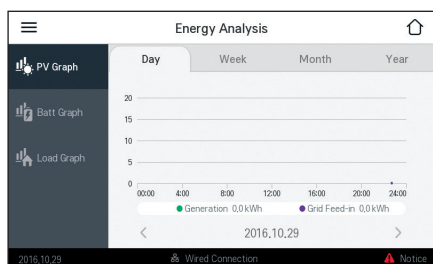 Energy Analysis
PV Graph
Batt Graph
Load Graph
Day Week Month Year
20
15
10
5
0
00:00 4:00 8:00 12:00 16:00 20:00 24:00
Generation 0,0 kWh Grid Feed-in 0,0 kWh
< 2016.10.29 >
2016.10.29 Wired Connection Notice